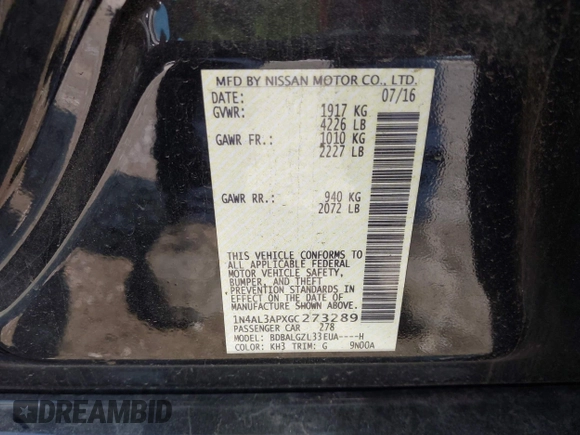 MFD BY NISSAN MOTOR CO., LTD.
DATE: 07/16
GVWR: 1917 KG
4226 LB
GAWR FR.: 1010 KG
2227 LB
GAWR RR.: 940 KG
2072 LB
THIS VEHICLE CONFORMS TO
ALL APPLICABLE FEDERAL
MOTOR VEHICLE SAFETY,
BUMPER, AND THEFT
PREVENTION STANDARDS IN
EFFECT ON THE DATE OF
MANUFACTURE SHOWN ABOVE.
1N4AL3APXGC273289
PASSENGER CAR 278
MODEL: BDBALGZL33EUA----H
COLOR: KH3 TRIM: G 9N00A
DREAMBID